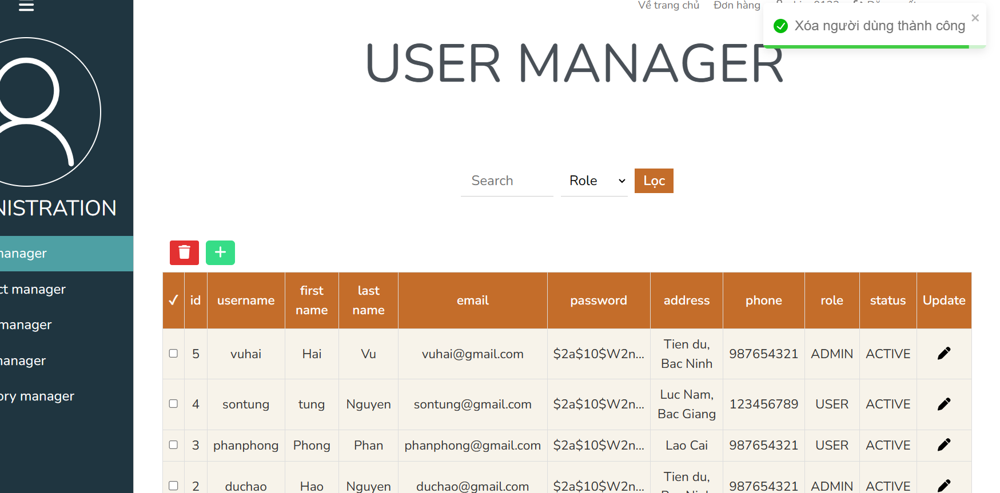 Về trang chủ Đơn hàng
Xóa người dùng thành công
USER MANAGER
Search Role Lọc
NISTRATION
manager
ct manager
manager
manager
ory manager
✓ id username first name last name email password address phone role status Update
5 vuhai Hai Vu vuhai@gmail.com $2a$10$W2n... Tien du, Bac Ninh 987654321 ADMIN ACTIVE
4 sontung tung Nguyen sontung@gmail.com $2a$10$W2n... Luc Nam, Bac Giang 123456789 USER ACTIVE
3 phanphong Phong Phan phanphong@gmail.com $2a$10$W2n... Lao Cai 987654321 USER ACTIVE
2 duchao Hao Nguyen duchao@gmail.com $2a$10$W2n... Tien du, 987654321 ADMIN ACTIVE